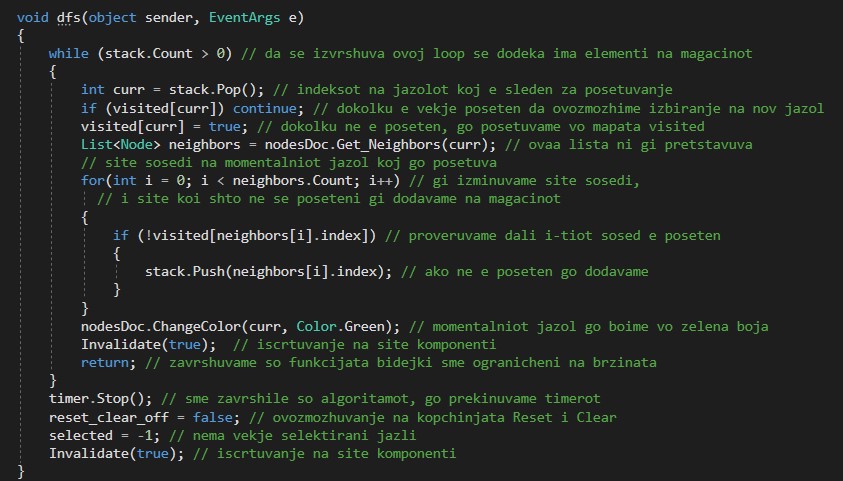 void dfs(object sender, EventArgs e)
{
while (stack.Count > 0) // da se izvrshuva ovoj loop se dodeka ima elementi na magacinot
{
int curr = stack.Pop(); // indeksot na jazolot koj e sleden za posetuvanje
if (visited[curr]) continue; // dokolku e vekje poseten da ovozmozhime izbiranje na nov jazol
visited[curr] = true; // dokolku ne e poseten, go posetuvame vo mapata visited
List<Node> neighbors = nodesDoc.Get_Neighbors(curr); // ovaa lista ni gi pretstavuva
// site sosedi na momentalniot jazol koj go posetuva
for(int i = 0; i < neighbors.Count; i++) // gi izminuvame site sosedi,
// i site koi shto ne se poseteni gi dodavame na magacinot
{
if (!visited[neighbors[i].index]) // proveruvame dali i-tiot sosed e poseten
{
stack.Push(neighbors[i].index); // ako ne e poseten go dodavame
}
}
nodesDoc.ChangeColor(curr, Color.Green); // momentalniot jazol go boime vo zelena boja
Invalidate(true);  // iscrtuvanje na site komponenti
return; // zavrshuvame so funkcijata bidejki sme ogranicheni na brzinata
}
timer.Stop(); // sme zavrshile so algoritamot, go prekinuvame timerot
reset_clear_off = false; // ovozmozhuvanje na kopchinjata Reset i Clear
selected = -1; // nema vekje selektirani jazli
Invalidate(true); // iscrtuvanje na site komponenti
}